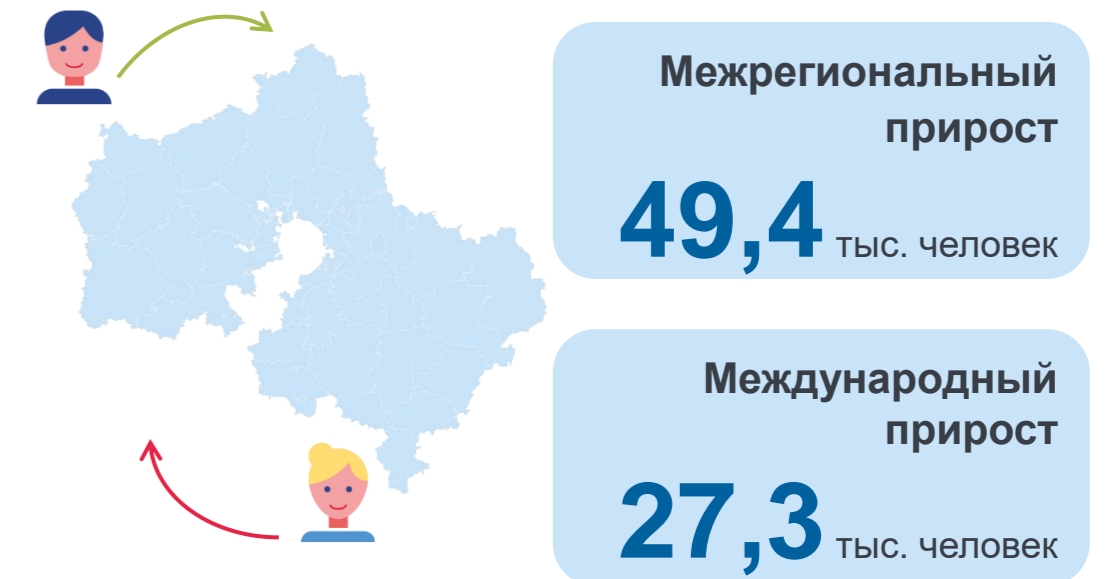 Межрегиональный
прирост
49,4 тыс. человек
Международный
прирост
27,3 тыс. человек